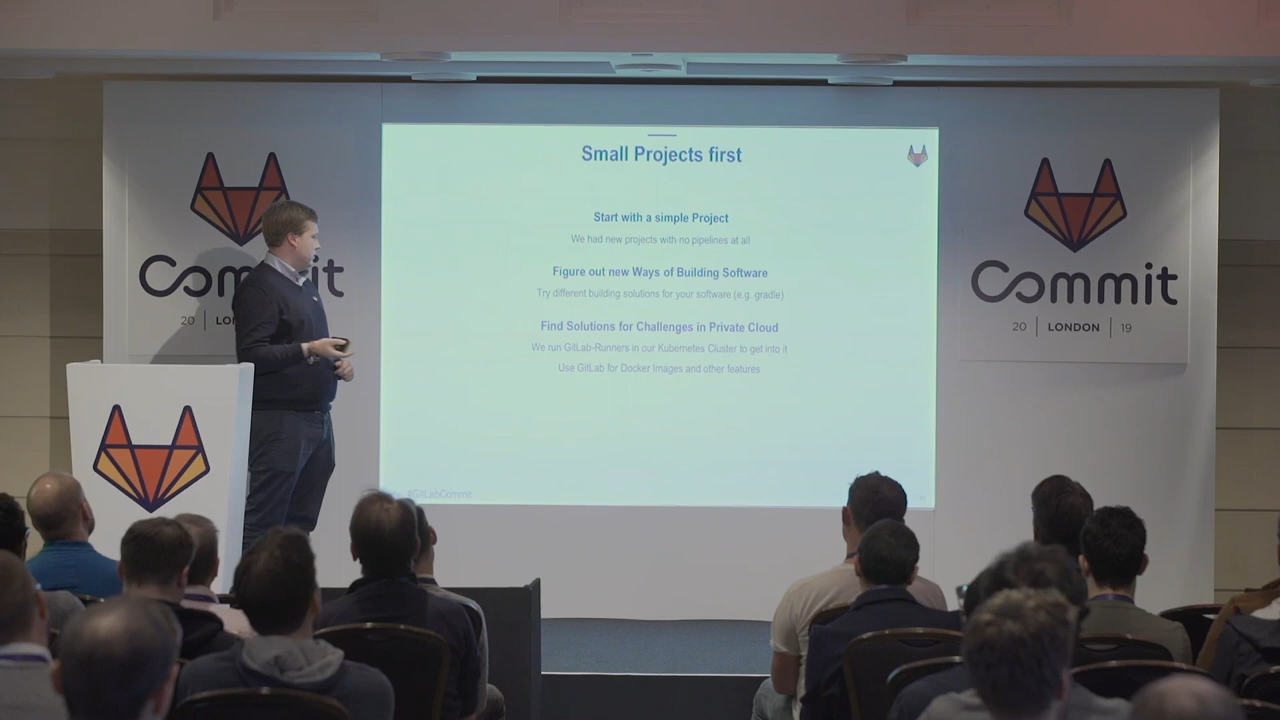 Small Projects first
Start with a simple Project
We had new projects with no pipelines at all
Figure out new Ways of Building Software
Try different building solutions for your software (e.g. gradle)
Find Solutions for Challenges in Private Cloud
We run GitLab-Runners in our Kubernetes Cluster to get into it
Use GitLab for Docker Images and other features
#GitLabCommit
Commit
20 | LON
Commit
20 | LONDON | 19